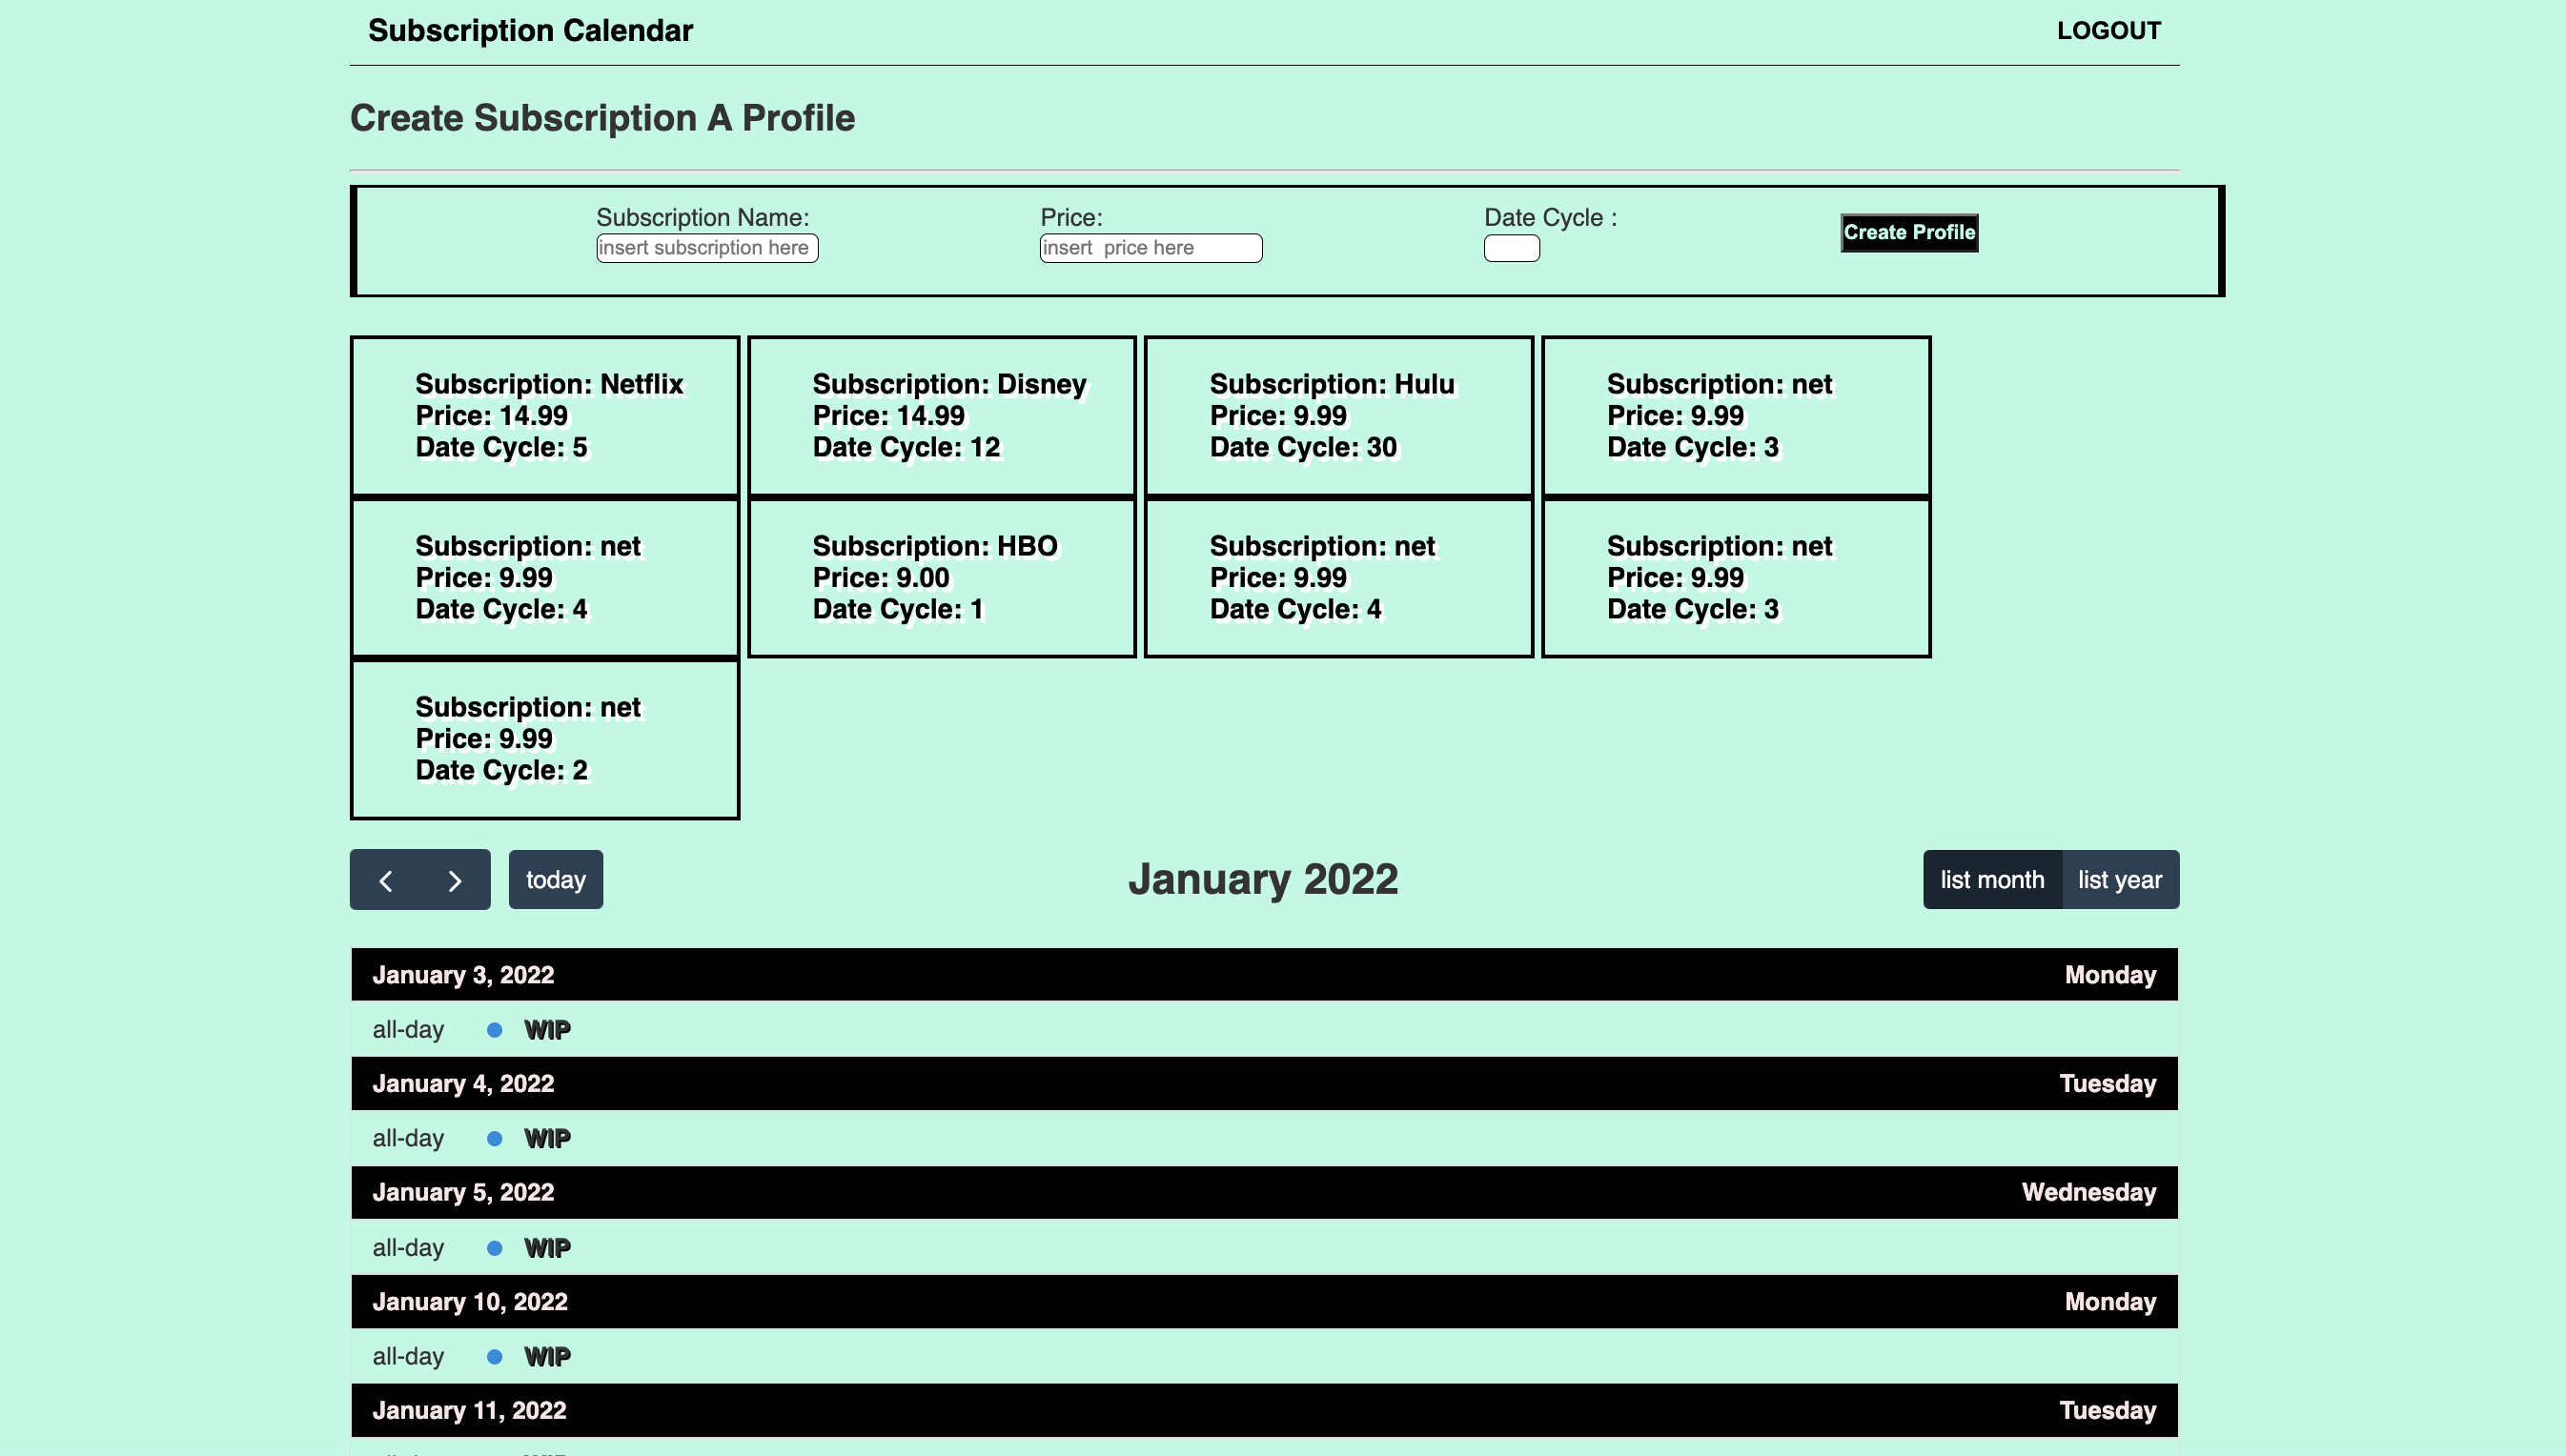 Subscription Calendar
LOGOUT
Create Subscription A Profile
Subscription Name:
Price:
Date Cycle :
insert subscription here
insert  price here
Create Profile
Subscription: Netflix
Price: 14.99
Date Cycle: 5
Subscription: Disney
Price: 14.99
Date Cycle: 12
Subscription: Hulu
Price: 9.99
Date Cycle: 30
Subscription: net
Price: 9.99
Date Cycle: 3
Subscription: net
Price: 9.99
Date Cycle: 4
Subscription: HBO
Price: 9.00
Date Cycle: 1
Subscription: net
Price: 9.99
Date Cycle: 4
Subscription: net
Price: 9.99
Date Cycle: 3
Subscription: net
Price: 9.99
Date Cycle: 2
today
January 2022
list month
list year
January 3, 2022 Monday
all-day WIP
January 4, 2022 Tuesday
all-day WIP
January 5, 2022 Wednesday
all-day WIP
January 10, 2022 Monday
all-day WIP
January 11, 2022 Tuesday